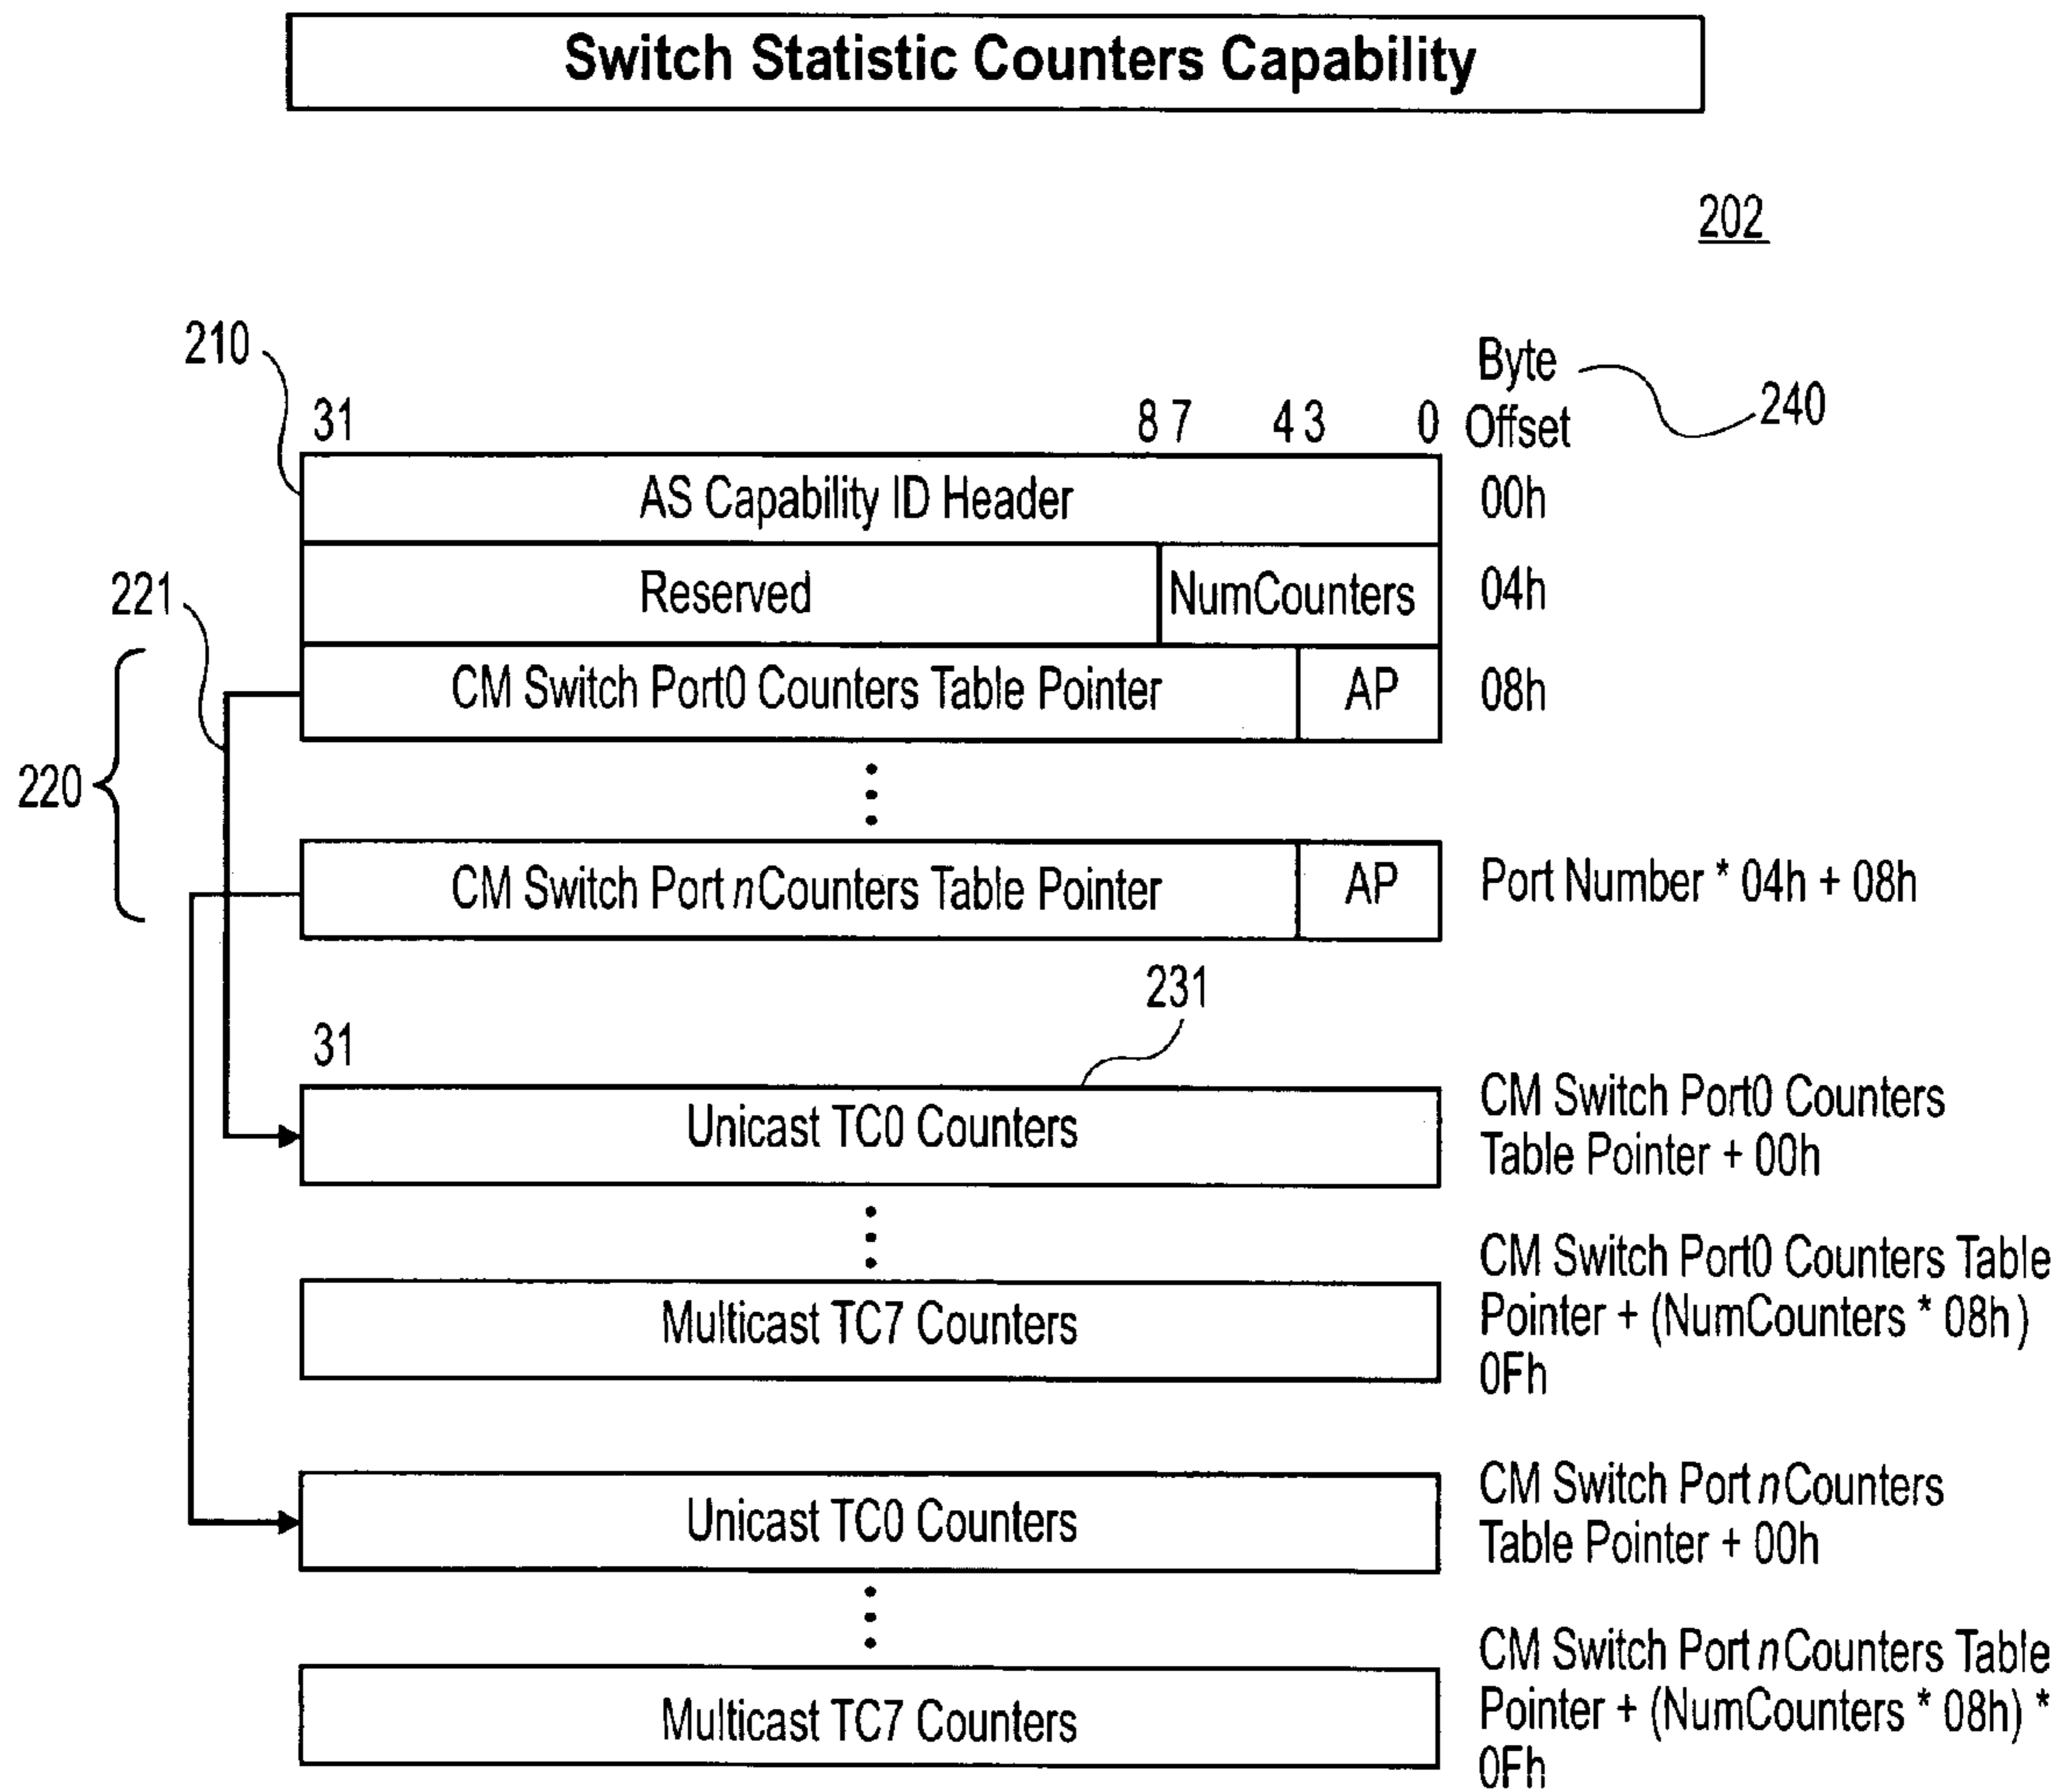 Switch Statistic Counters Capability
202
210
Byte
240
31 8 7 4 3 0 Offset
AS Capability ID Header 00h
221
Reserved NumCounters 04h
CM Switch Port0 Counters Table Pointer AP 08h
220
CM Switch Port n Counters Table Pointer AP Port Number * 04h + 08h
231
31
Unicast TC0 Counters
CM Switch Port0 Counters
Table Pointer + 00h
Multicast TC7 Counters
CM Switch Port0 Counters Table
Pointer + (NumCounters * 08h)
0Fh
Unicast TC0 Counters
CM Switch Port n Counters
Table Pointer + 00h
Multicast TC7 Counters
CM Switch Port n Counters Table
Pointer + (NumCounters * 08h) *
0Fh